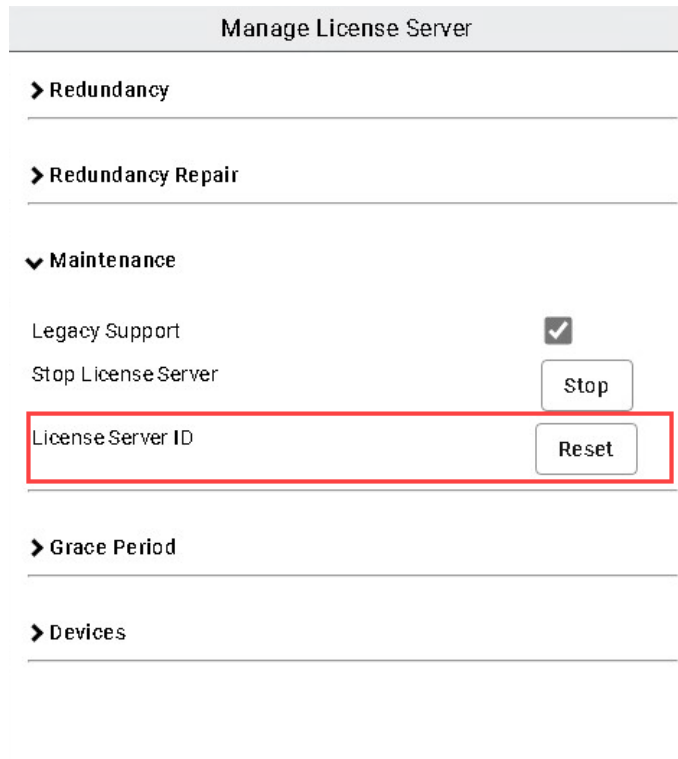 Manage License Server
Redundancy
Redundancy Repair
Maintenance
Legacy Support
Stop License Server
Stop
License Server ID
Reset
Grace Period
Devices